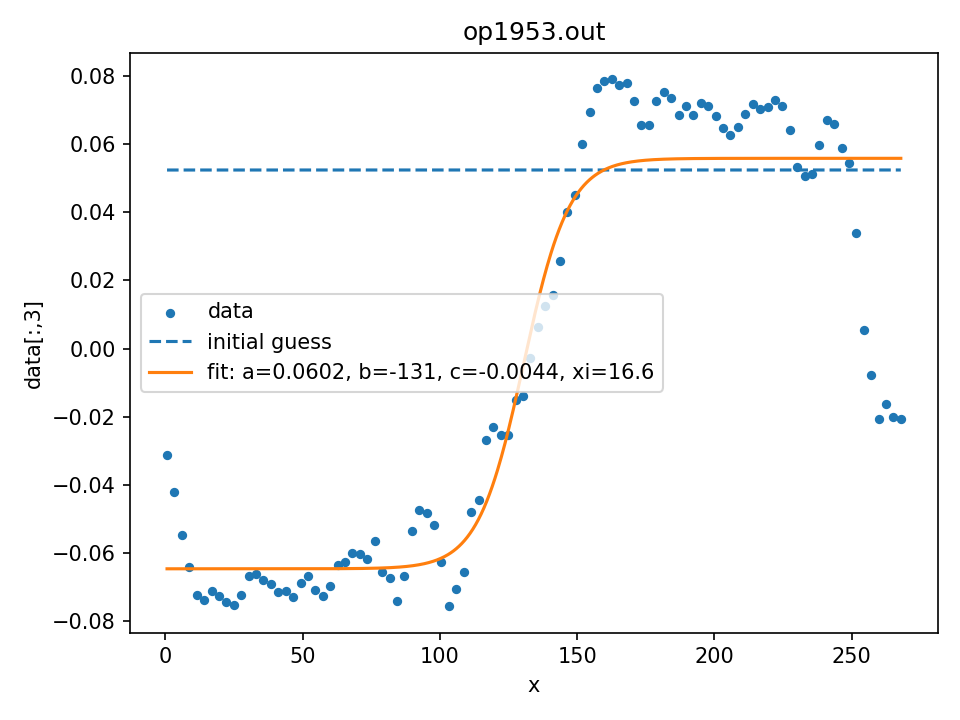 op1953.out
0.08
0.06
0.04
0.02
0.00
−0.02
−0.04
−0.06
−0.08
data[:,3]
data
initial guess
fit: a=0.0602, b=-131, c=-0.0044, xi=16.6
0 50 100 150 200 250
x